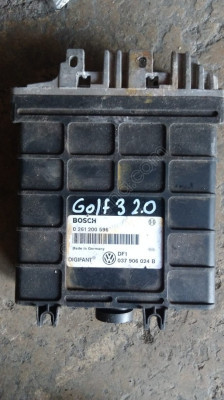 Golf 3 2.0
BOSCH
0 261 200 596
Made in Germany
DIGIFANT® DF1
037 906 024 B